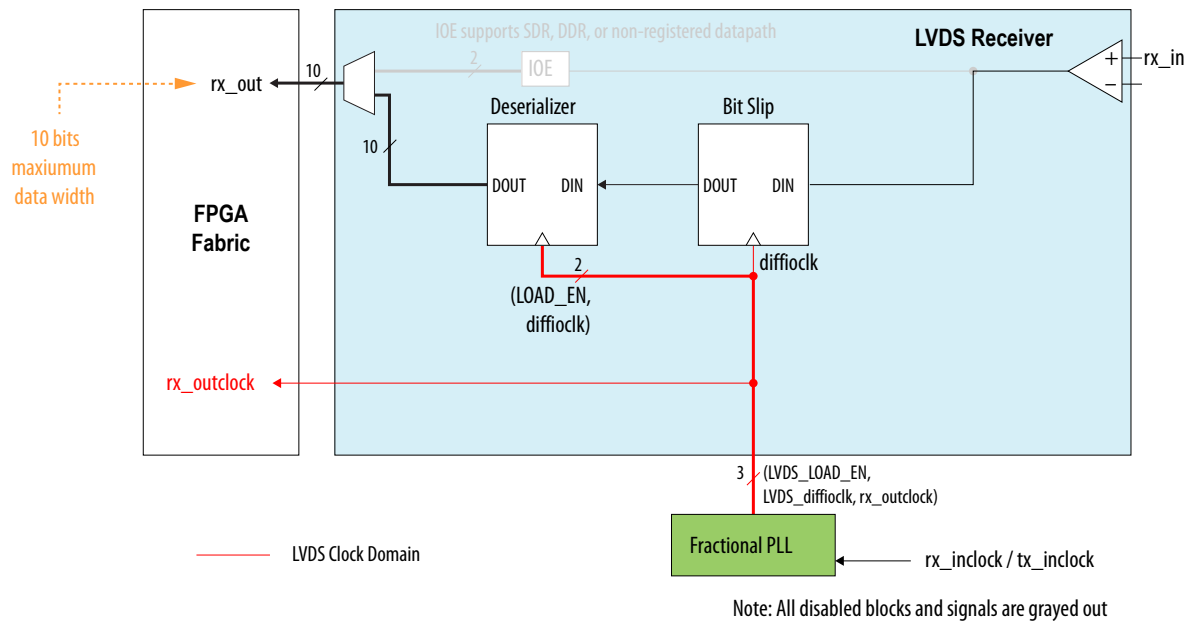 IOE supports SDR, DDR, or non-registered datapath
LVDS Receiver
2
IOE
+
−
rx_in
rx_out
10
10 bits
maxiumum
data width
Deserializer
Bit Slip
10
DOUT
DIN
DOUT
DIN
FPGA
Fabric
2
diffioclk
(LOAD_EN,
diffioclk)
rx_outclock
3
(LVDS_LOAD_EN,
LVDS_diffioclk, rx_outclock)
LVDS Clock Domain
Fractional PLL
rx_inclock / tx_inclock
Note: All disabled blocks and signals are grayed out